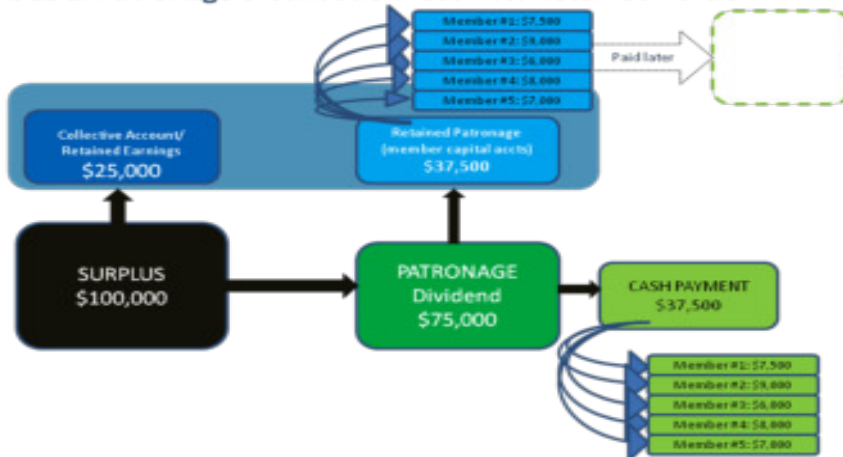 Member #1: $7,500
Member #2: $9,000
Member #3: $6,000
Member #4: $8,000
Member #5: $7,000
Paid later
Collective Account/
Retained Earnings
$25,000
Retained Patronage
(member capital accts)
$37,500
SURPLUS
$100,000
PATRONAGE
Dividend
$75,000
CASH PAYMENT
$37,500
Member #1: $7,500
Member #2: $9,000
Member #3: $6,000
Member #4: $8,000
Member #5: $7,000